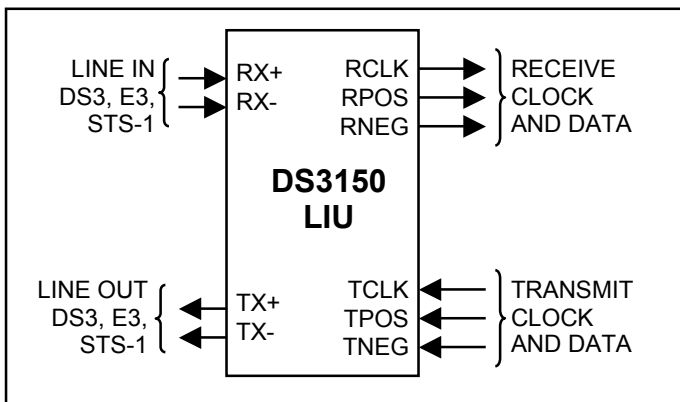 LINE IN
DS3, E3,
STS-1
RX+
RX-
RCLK
RPOS
RNEG
RECEIVE
CLOCK
AND DATA
DS3150
LIU
LINE OUT
DS3, E3,
STS-1
TX+
TX-
TCLK
TPOS
TNEG
TRANSMIT
CLOCK
AND DATA